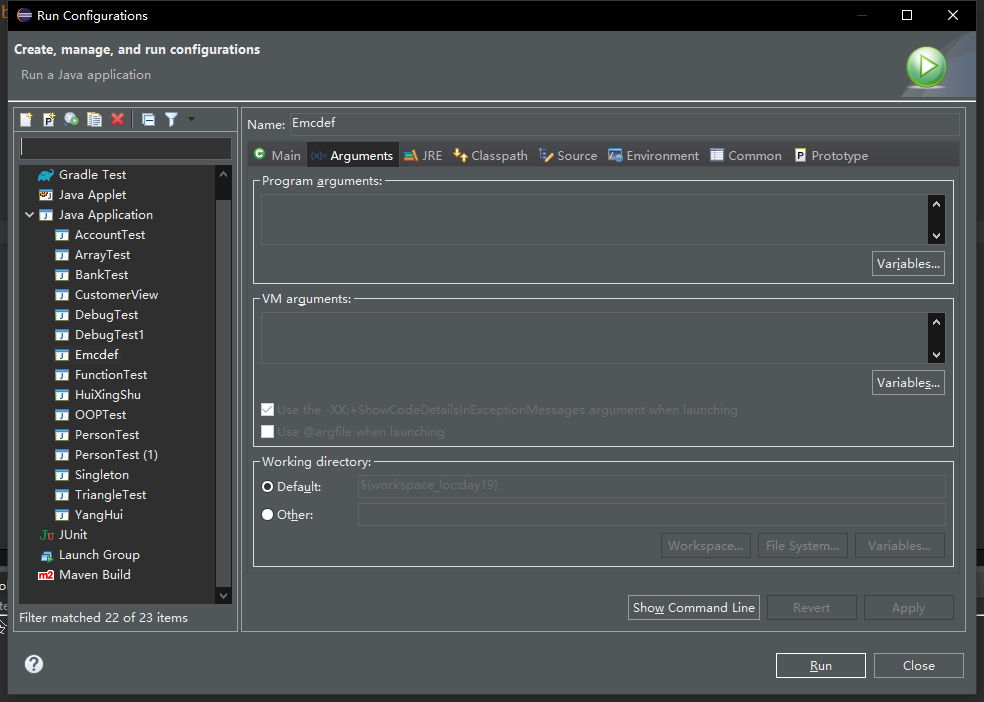 Run Configurations
Create, manage, and run configurations
Run a Java application
Name: Emcdef
Main Arguments JRE Classpath Source Environment Common Prototype
Gradle Test
Java Applet
Java Application
AccountTest
ArrayTest
BankTest
CustomerView
DebugTest
DebugTest1
Emcdef
FunctionTest
HuiXingShu
OOPTest
PersonTest
PersonTest (1)
Singleton
TriangleTest
YangHui
JUnit
Launch Group
Maven Build
Filter matched 22 of 23 items
Program arguments:
Variables...
VM arguments:
Variables...
Use the -XX:+ShowCodeDetailsInExceptionMessages argument when launching
Use @argfile when launching
Working directory:
Default: ${workspace_loc:day19}
Other:
Workspace... File System... Variables...
Show Command Line Revert Apply
Run Close